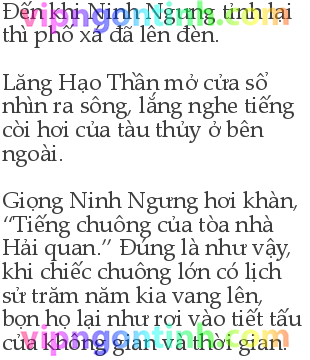 Đến khi Ninh Ngưng tỉnh lại
thì phố xá đã lên đèn.
Lăng Hạo Thần mở cửa sổ
nhìn ra sông, lắng nghe tiếng
còi hơi của tàu thủy ở bên
ngoài.
Giọng Ninh Ngưng hơi khàn,
“Tiếng chuông của tòa nhà
Hải quan.” Đúng là như vậy,
khi chiếc chuông lớn có lịch
sử trăm năm kia vang lên,
bọn họ lại như rơi vào tiết tấu
của không gian và thời gian.
vipngontinh.com
vipngontinh.com